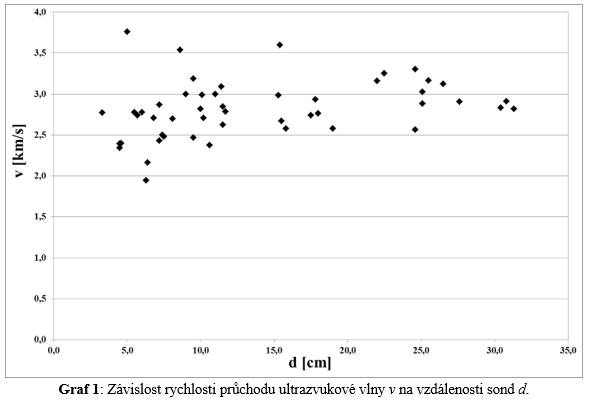 4,0
3,5
3,0
2,5
2,0
1,5
1,0
0,5
0,0
v [km/s]
0,0 5,0 10,0 15,0 19,0 25,0 30,0 35,0
d [cm]
Graf 1: Závislost rychlosti průchodu ultrazvukové vlny v na vzdálenosti sond d.